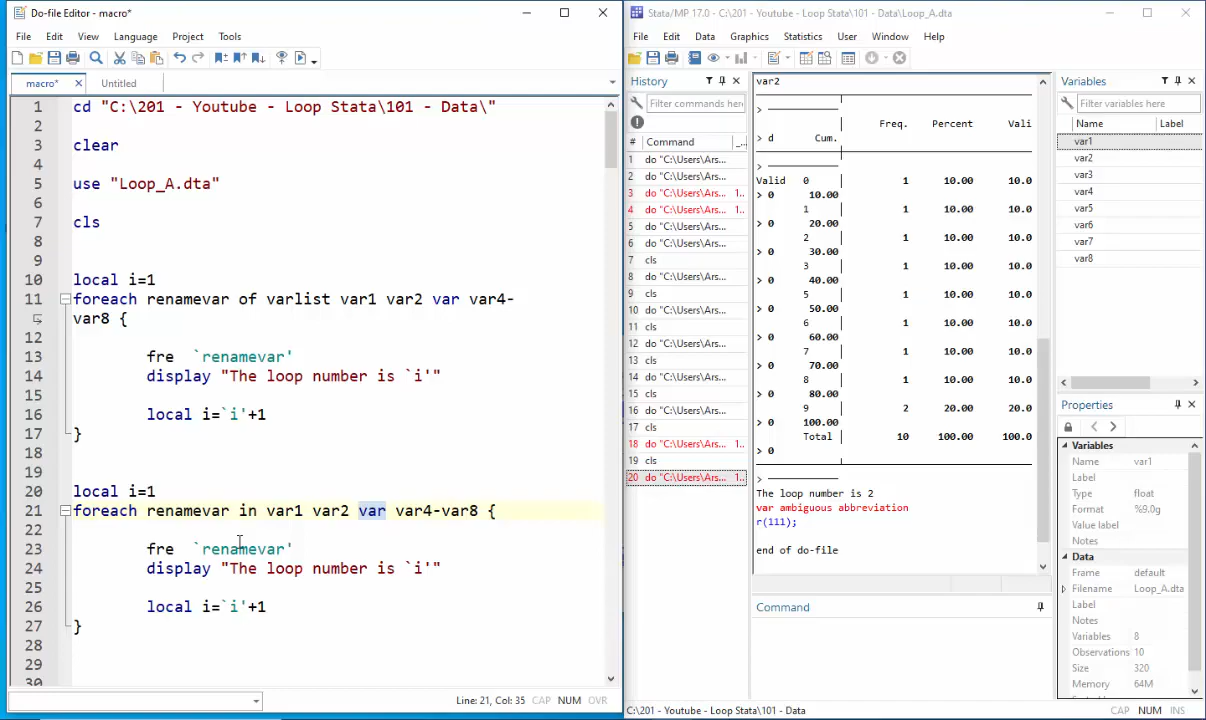 Do-file Editor - macro*
File Edit View Language Project Tools
macro* Untitled
1 cd "C:\201 - Youtube - Loop Stata\101 - Data\"
2
3 clear
4
5 use "Loop_A.dta"
6
7 cls
8
9
10 local i=1
11 foreach renamevar of varlist var1 var2 var var4-
var8 {
12
13 fre `renamevar'
14 display "The loop number is `i'"
15
16 local i=`i'+1
17 }
18
19
20 local i=1
21 foreach renamevar in var1 var2 var var4-var8 {
22
23 fre `renamevar'
24 display "The loop number is `i'"
25
26 local i=`i'+1
27 }
28
29
30
Line: 21, Col: 35 CAP NUM OVR
Stata/MP 17.0 - C:\201 - Youtube - Loop Stata\101 - Data\Loop_A.dta
File Edit Data Graphics Statistics User Window Help
History
Filter commands here
# Command _..
1 do "C:\Users\Ars...
2 do "C:\Users\Ars...
3 do "C:\Users\Ars... 1..
4 do "C:\Users\Ars... 1..
5 do "C:\Users\Ars...
6 do "C:\Users\Ars...
7 cls
8 do "C:\Users\Ars...
9 cls
10 do "C:\Users\Ars...
11 cls
12 do "C:\Users\Ars...
13 cls
14 do "C:\Users\Ars...
15 cls
16 do "C:\Users\Ars...
17 cls
18 do "C:\Users\Ars... 1..
19 cls
20 do "C:\Users\Ars... 1..
var2
>
Freq. Percent Vali
> d Cum.
>
Valid 0 1 10.00 10.0
> 0 10.00
1 1 10.00 10.0
> 0 20.00
2 1 10.00 10.0
> 0 30.00
3 1 10.00 10.0
> 0 40.00
5 1 10.00 10.0
> 0 50.00
6 1 10.00 10.0
> 0 60.00
7 1 10.00 10.0
> 0 70.00
8 1 10.00 10.0
> 0 80.00
9 2 20.00 20.0
> 0 100.00
Total 10 100.00 100.0
> 0
>
The loop number is 2
var ambiguous abbreviation
r(111);
end of do-file
Command
Variables
Filter variables here
Name Label
var1
var2
var3
var4
var5
var6
var7
var8
Properties
Variables
Name var1
Label
Type float
Format %9.0g
Value label
Notes
Data
Frame default
Filename Loop_A.dta
Label
Notes
Variables 8
Observations 10
Size 320
Memory 64M
C:\201 - Youtube - Loop Stata\101 - Data
CAP NUM INS